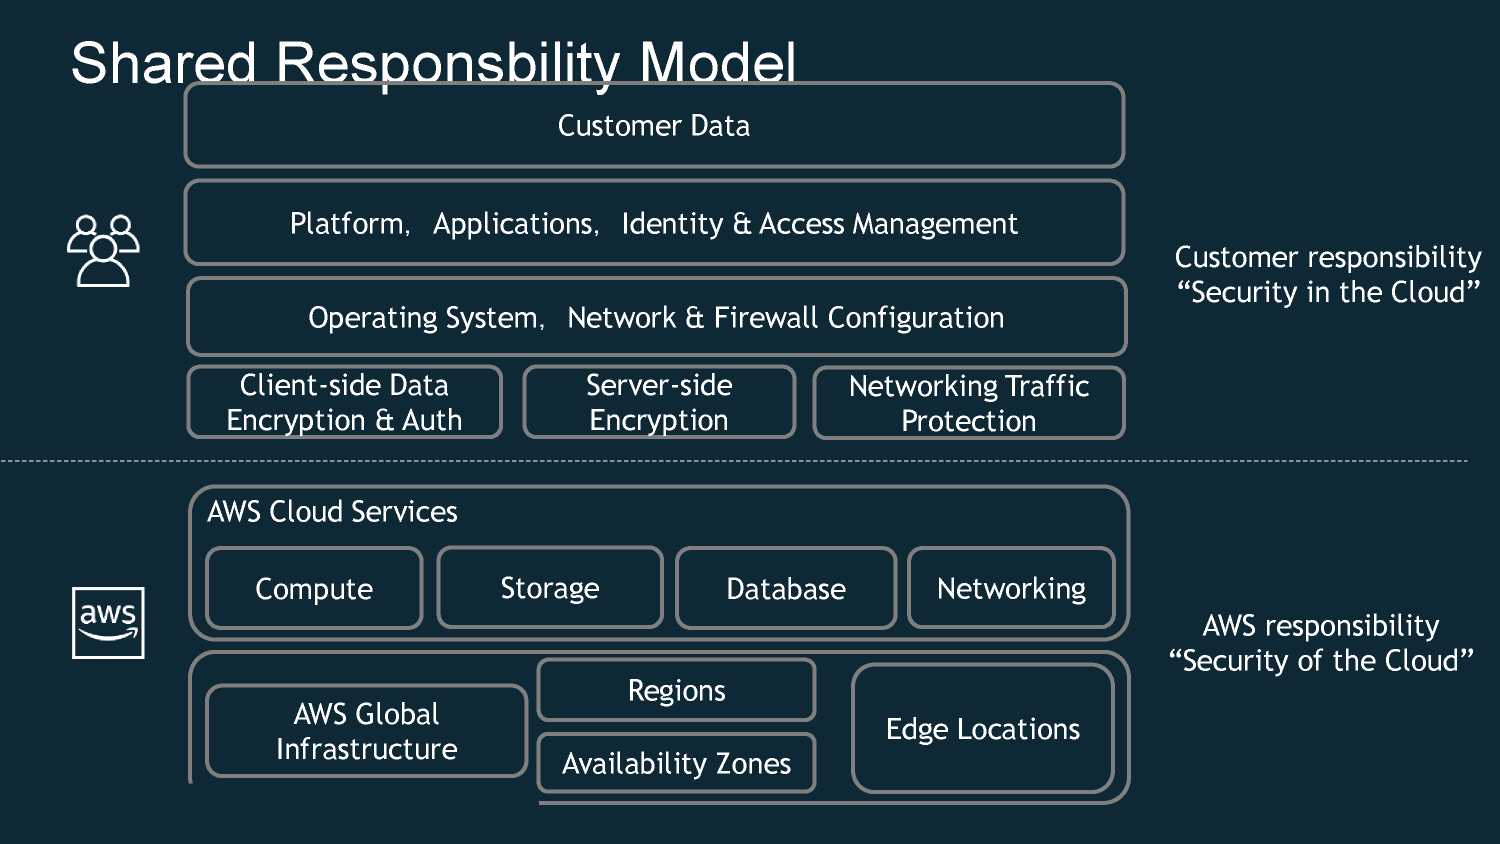 Shared Responsbility Model
Customer Data
Platform, Applications, Identity & Access Management
Operating System, Network & Firewall Configuration
Client-side Data
Encryption & Auth
Server-side
Encryption
Networking Traffic
Protection
Customer responsibility
“Security in the Cloud”
AWS Cloud Services
Compute
Storage
Database
Networking
aws
AWS Global
Infrastructure
Regions
Availability Zones
Edge Locations
AWS responsibility
“Security of the Cloud”